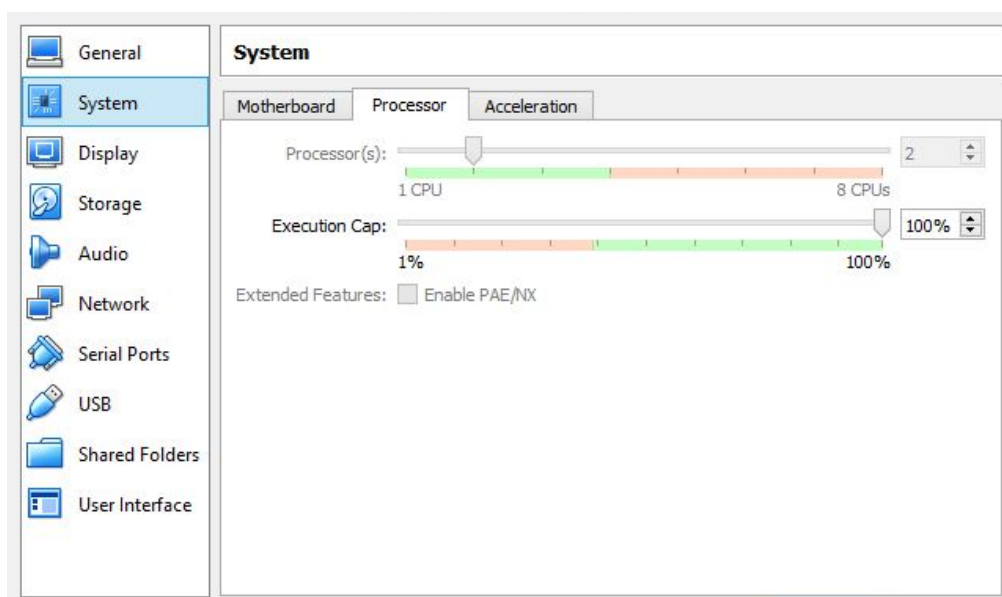 General
System
Display
Storage
Audio
Network
Serial Ports
USB
Shared Folders
User Interface
System
Motherboard Processor Acceleration
Processor(s): 2
1 CPU 8 CPUs
Execution Cap: 100%
1% 100%
Extended Features: Enable PAE/NX